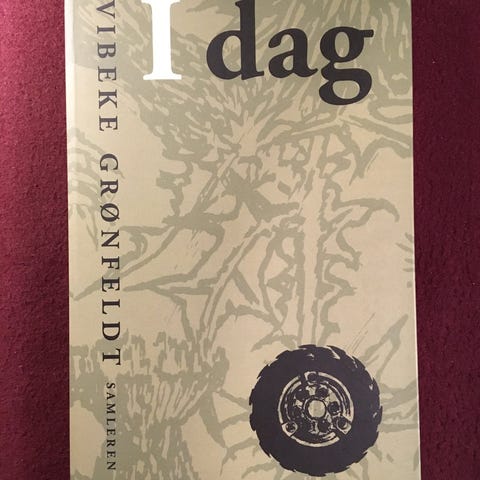 I dag
VIBEKE GRØNFELDT SAMLEREN